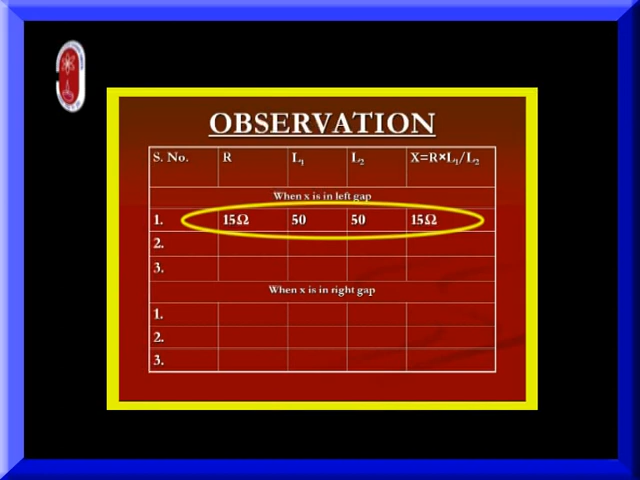 OBSERVATION
S. No. R L1 L2 X=R×L1/L2
When x is in left gap
1. 15Ω 50 50 15Ω
2.
3.
When x is in right gap
1.
2.
3.